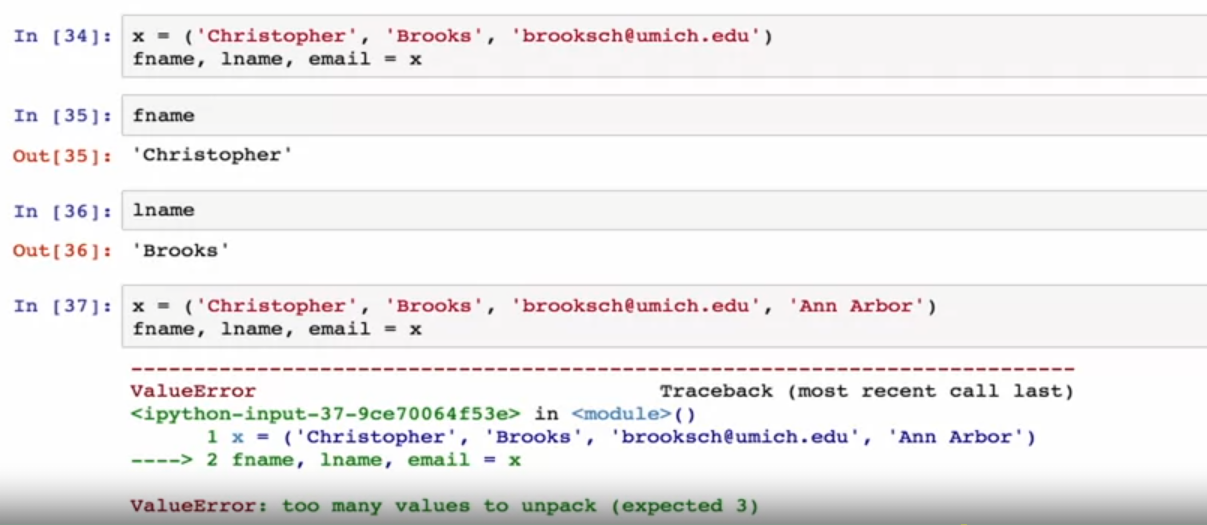 In [34]: x = ('Christopher', 'Brooks', 'brooksch@umich.edu')
fname, lname, email = x
In [35]: fname
Out[35]: 'Christopher'
In [36]: lname
Out[36]: 'Brooks'
In [37]: x = ('Christopher', 'Brooks', 'brooksch@umich.edu', 'Ann Arbor')
fname, lname, email = x
---------------------------------------------------------------------------
ValueError                                Traceback (most recent call last)
<ipython-input-37-9ce70064f53e> in <module>()
      1 x = ('Christopher', 'Brooks', 'brooksch@umich.edu', 'Ann Arbor')
----> 2 fname, lname, email = x
ValueError: too many values to unpack (expected 3)